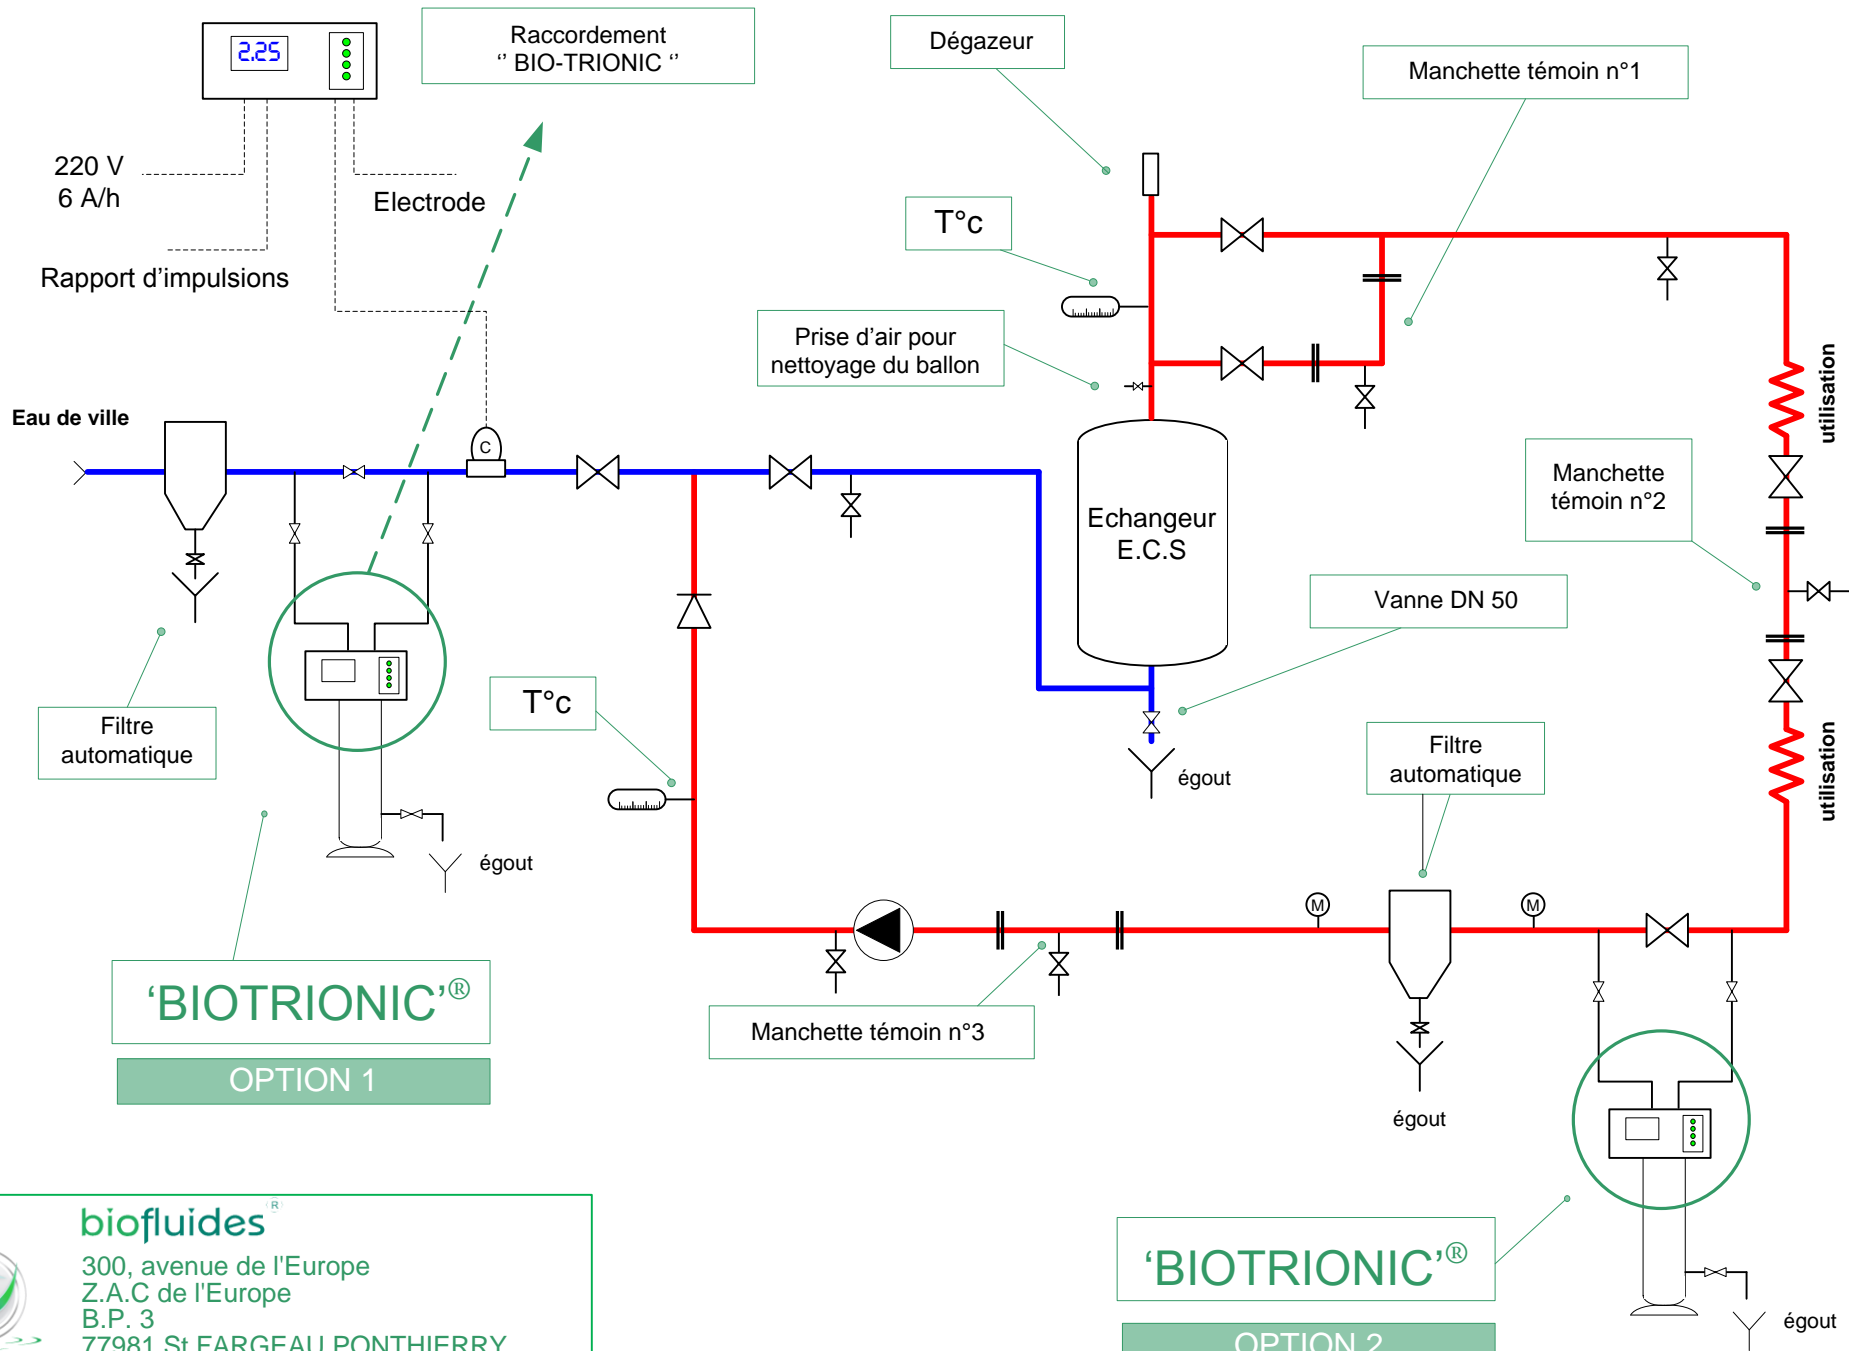 2.25
Raccordement
‘’ BIO-TRIONIC ‘’
Dégazeur
Manchette témoin n°1
220 V
6 A/h
Electrode
Rapport d’impulsions
T°c
Prise d’air pour
nettoyage du ballon
Eau de ville
C
utilisation
Manchette
témoin n°2
Echangeur
E.C.S
Vanne DN 50
T°c
Filtre
automatique
égout
Filtre
automatique
utilisation
égout
M
M
‘BIOTRIONIC’®
OPTION 1
Manchette témoin n°3
égout
biofluides®
300, avenue de l'Europe
Z.A.C de l'Europe
B.P. 3
77981 St FARGEAU PONTHIERRY
‘BIOTRIONIC’®
OPTION 2
égout